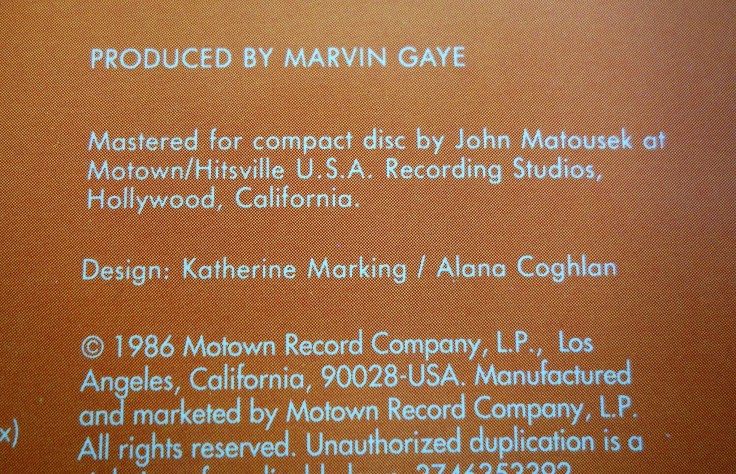 PRODUCED BY MARVIN GAYE
Mastered for compact disc by John Matousek at
Motown/Hitsville U.S.A. Recording Studios,
Hollywood, California.
Design: Katherine Marking / Alana Coghlan
© 1986 Motown Record Company, L.P., Los
Angeles, California, 90028-USA. Manufactured
and marketed by Motown Record Company, L.P.
x)
All rights reserved. Unauthorized duplication is a